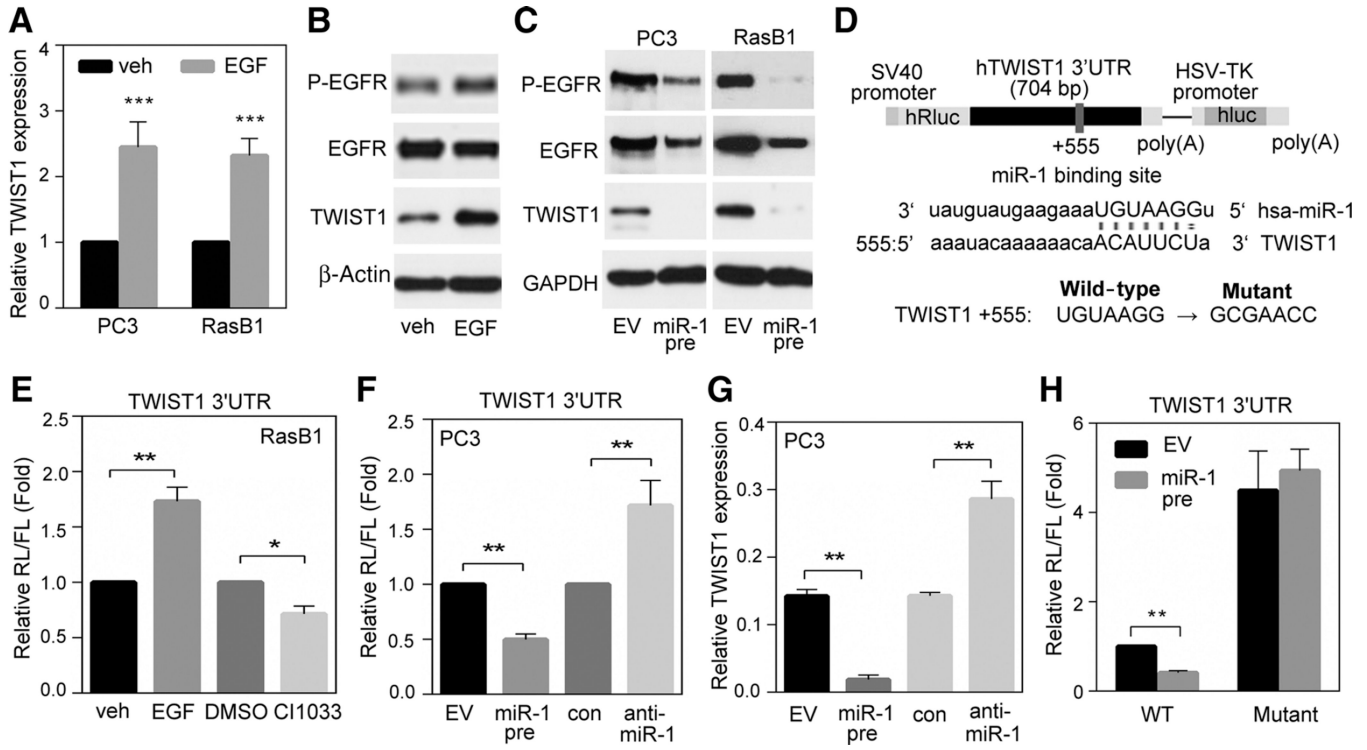 A
Relative TWIST1 expression
4
3
2
1
0
veh
EGF
***
***
PC3
RasB1
B
P-EGFR
EGFR
TWIST1
β-Actin
veh
EGF
C
PC3
RasB1
P-EGFR
EGFR
TWIST1
GAPDH
EV
miR-1
pre
EV
miR-1
pre
D
SV40
promoter
hTWIST1 3'UTR
(704 bp)
HSV-TK
promoter
hRluc
hluc
+555
poly(A)
poly(A)
miR-1 binding site
3‘ uauguaugaagaaaUGUAAGGu 5‘ hsa-miR-1
555:5’ aaauacaaaaaacaACAUUCUa 3‘ TWIST1
Wild-type Mutant
TWIST1 +555: UGUAAGG → GCGAACC
E
TWIST1 3'UTR
RasB1
Relative RL/FL (Fold)
2.5
2.0
1.5
1.0
0.5
0.0
**
*
veh
EGF
DMSO
CI1033
F
TWIST1 3'UTR
PC3
Relative RL/FL (Fold)
2.5
2.0
1.5
1.0
0.5
0.0
**
**
EV
miR-1
pre
con
anti-
miR-1
G
PC3
Relative TWIST1 expression
0.4
0.3
0.2
0.1
0.0
**
**
EV
miR-1
pre
con
anti-
miR-1
H
TWIST1 3'UTR
Relative RL/FL (Fold)
6
4
2
0
EV
miR-1
pre
**
WT
Mutant